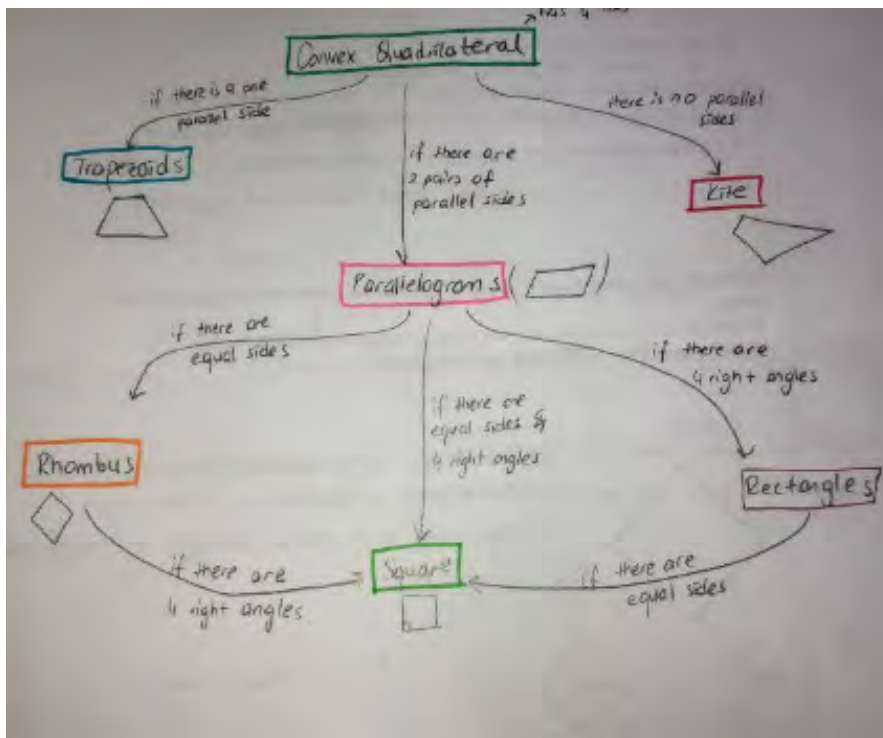 Convex Quadrilateral
if there is a one
parallel side
there is no parallel
sides
Trapezoids
if there are
2 pairs of
parallel sides
Kite
Parallelograms
if there are
equal sides
if there are
equal sides &
4 right angles
if there are
4 right angles
Rhombus
Rectangles
Square
if there are
4 right angles
if there are
equal sides